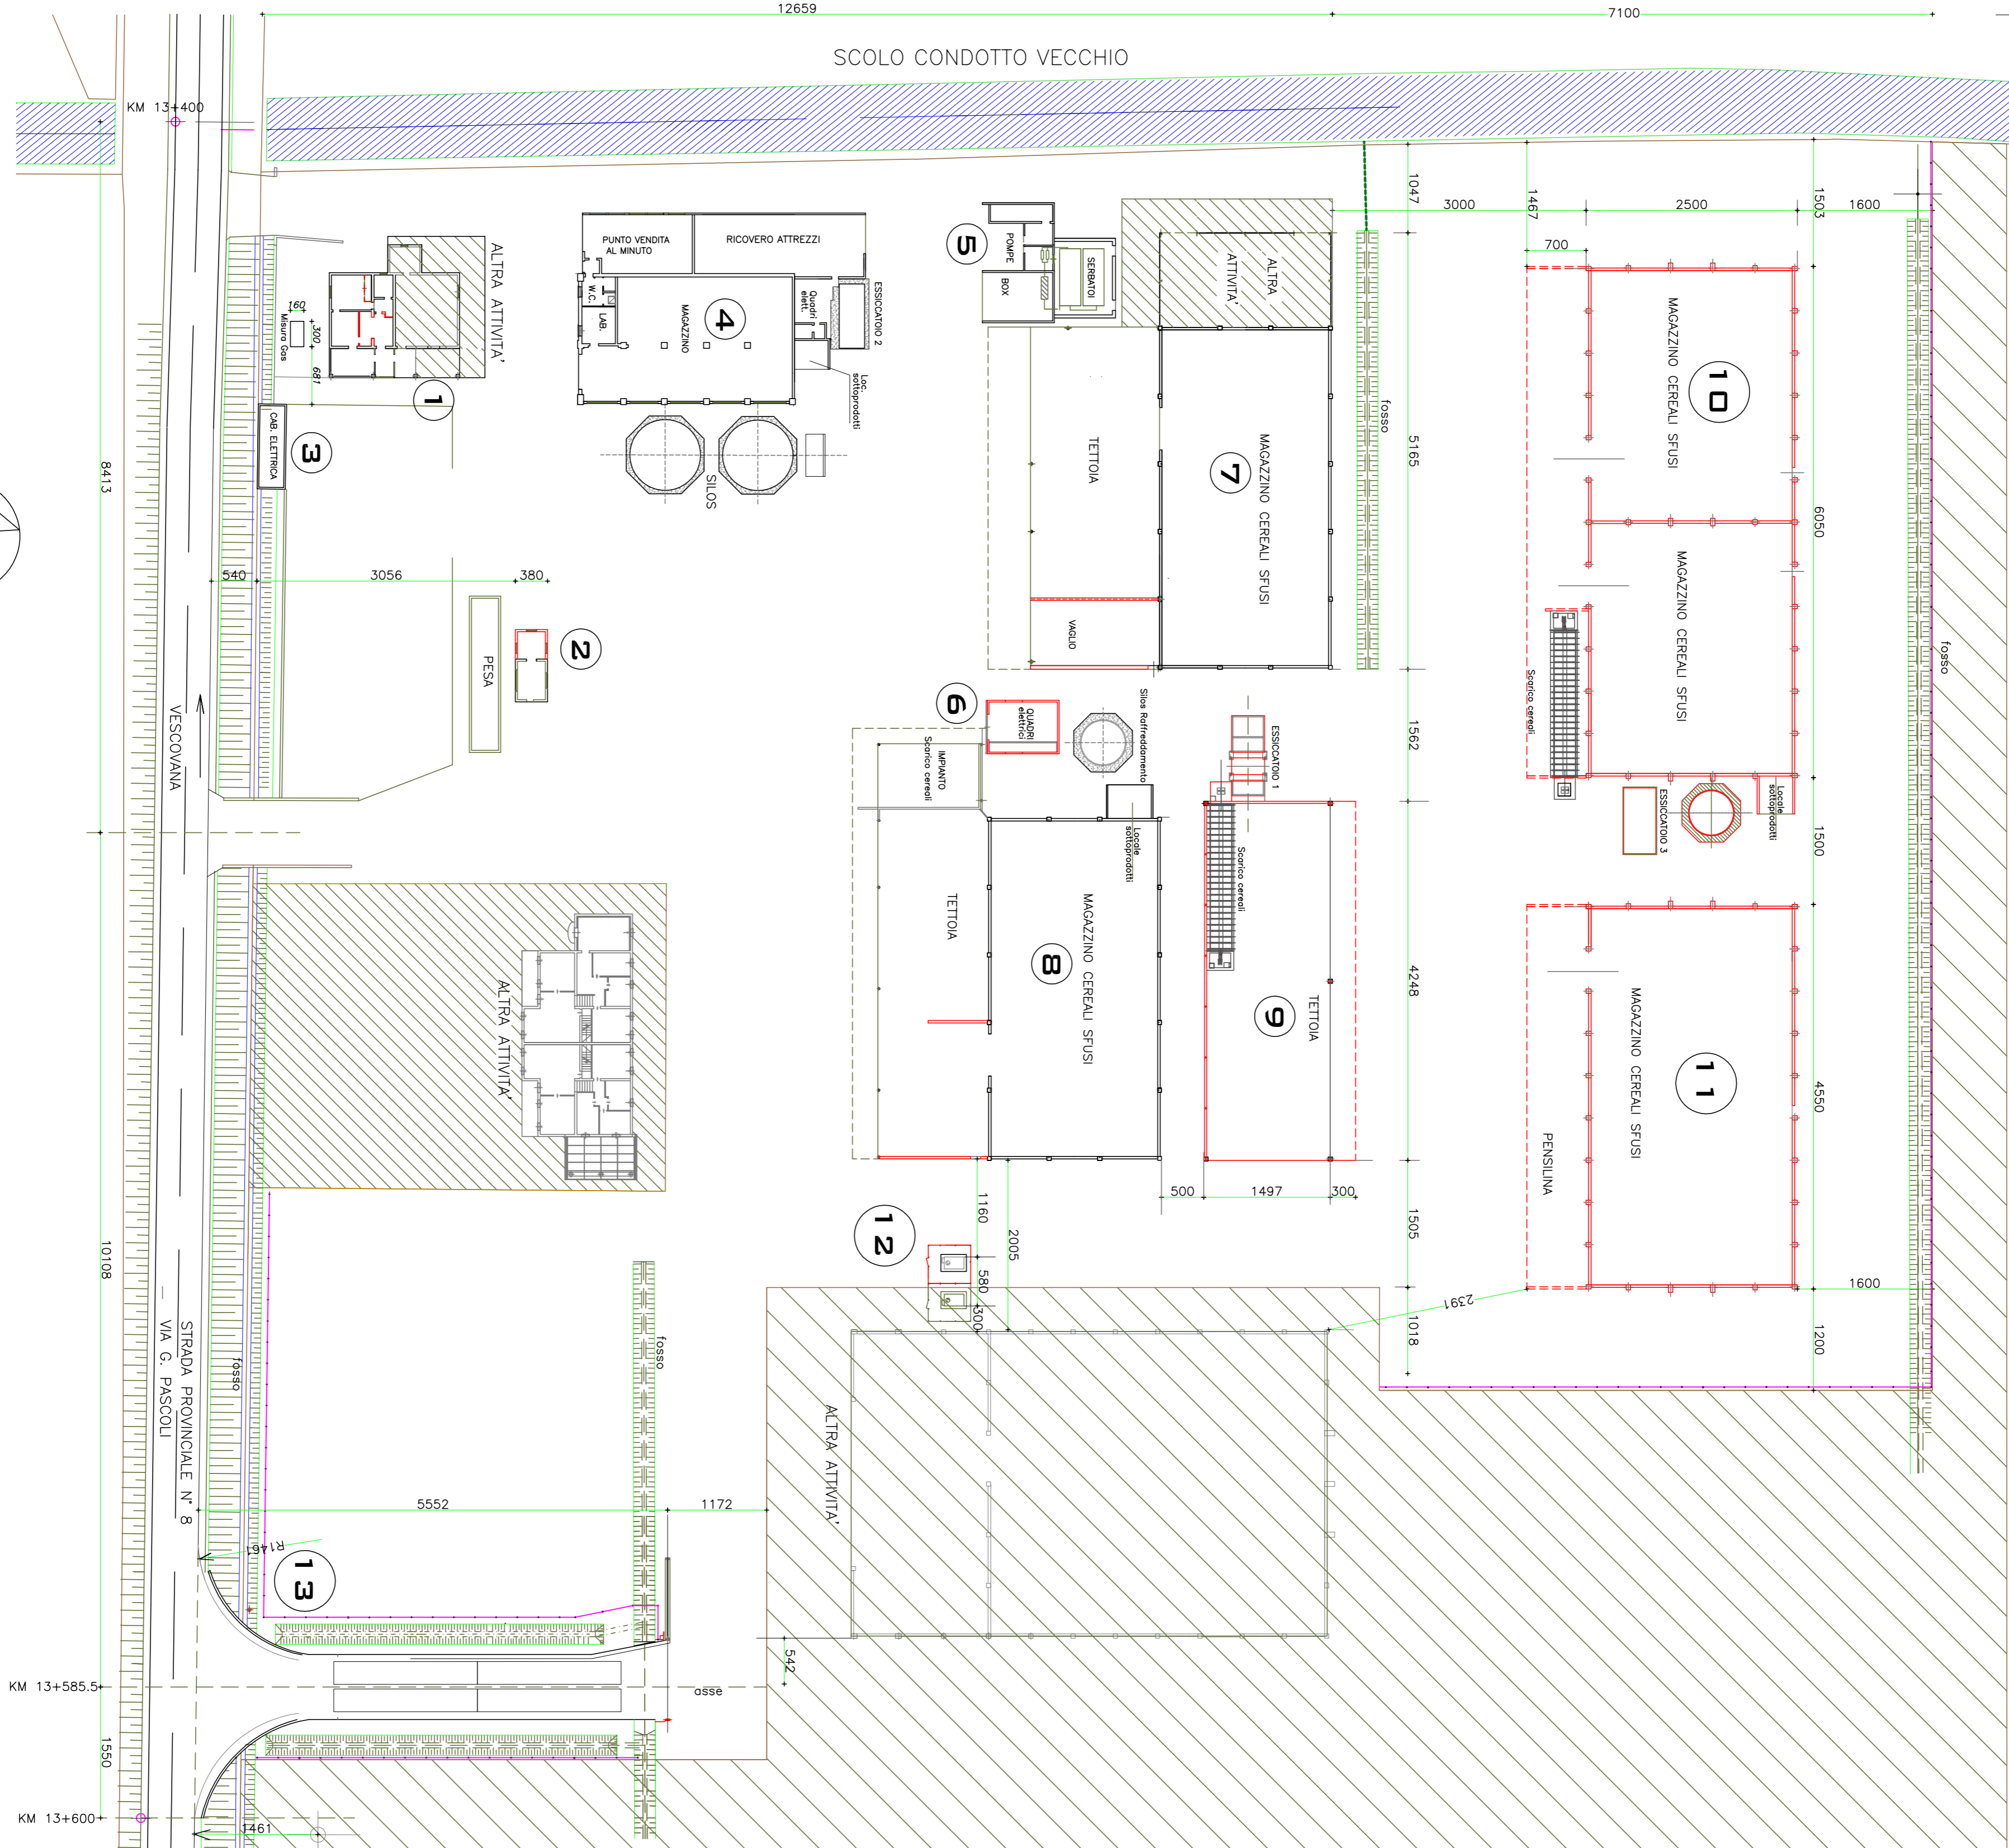 12659
7100
SCOLO CONDOTTO VECCHIO
KM 13+400
1047
1467
1503
3000
2500
1600
700
ALTRA ATTIVITA'
160
300
681
Misura Gas
1
PUNTO VENDITA
AL MINUTO
RICOVERO ATTREZZI
W.C.
LAB.
MAGAZZINO
4
Quadri
elett.
ESSICCATOIO 2
Loc.
sottoprodotti
SILOS
5
POMPE
BOX
SERBATOI
ALTRA
ATTIVITA'
TETTOIA
VAGLIO
7
MAGAZZINO CEREALI SFUSI
fosso
5165
MAGAZZINO CEREALI SFUSI
10
MAGAZZINO CEREALI SFUSI
6050
fosso
CAB. ELETTRICA
3
8413
540
3056
380
PESA
2
VESCOVANA
6
QUADRI
elettrici
Silos Raffreddamento
ESSICCATOIO 1
1562
Scarico cereali
ESSICCATOIO 3
Locale
sottoprodotti
1500
IMPIANTO
Scarico cereali
Locale
sottoprodotti
Scarico cereali
TETTOIA
8
MAGAZZINO CEREALI SFUSI
9
TETTOIA
4248
ALTRA ATTIVITA'
11
MAGAZZINO CEREALI SFUSI
PENSILINA
4550
500
1497
300
1160
2005
12
580
300
1505
1600
2391
1018
1200
10108
STRADA PROVINCIALE N° 8
VIA G. PASCOLI
fosso
fosso
ALTRA ATTIVITA'
5552
1172
R1461
13
542
asse
KM 13+585.5
1550
KM 13+600
1461